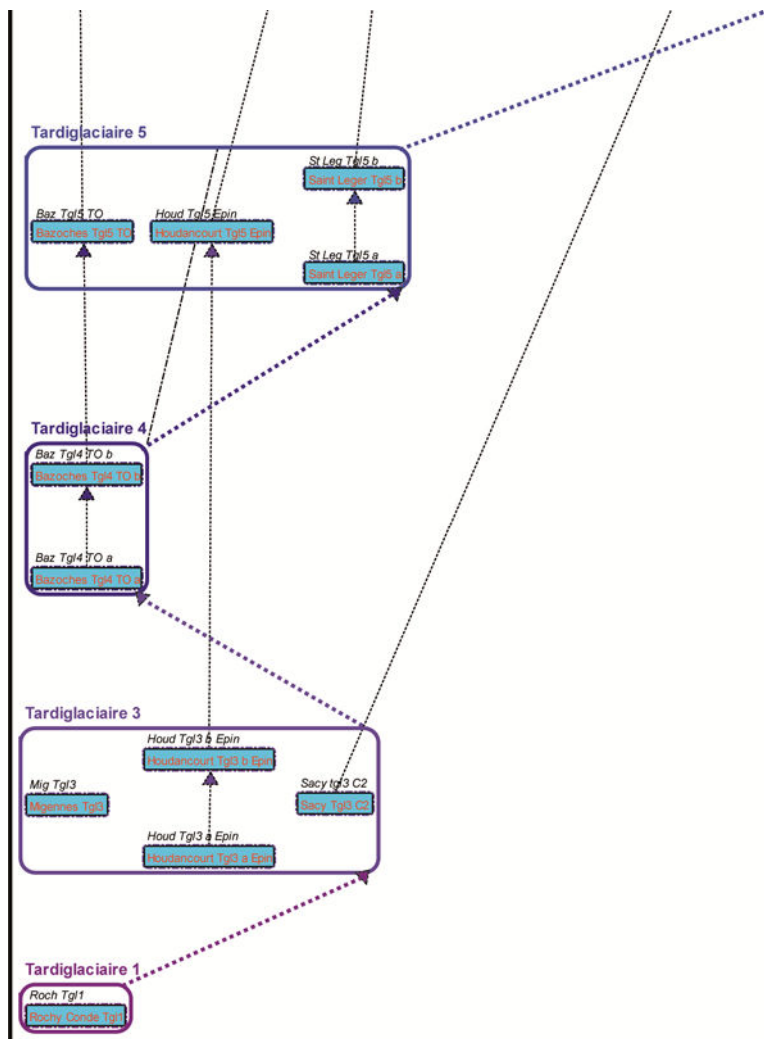 Tardiglaciaire 5
St Leg Tgl5 b
Saint Leger Tgl5 b
Baz Tgl5 TO
Bazoches Tgl5 TO
Houd Tgl5 Epin
Houdancourt Tgl5 Epin
St Leg Tgl5 a
Saint Leger Tgl5 a
Tardiglaciaire 4
Baz Tgl4 TO b
Bazoches Tgl4 TO b
Baz Tgl4 TO a
Bazoches Tgl4 TO a
Tardiglaciaire 3
Houd Tgl3 b Epin
Houdancourt Tgl3 b Epin
Mig Tgl3
Migennes Tgl3
Sacy tgl3 C2
Sacy Tgl3 C2
Houd Tgl3 a Epin
Houdancourt Tgl3 a Epin
Tardiglaciaire 1
Roch Tgl1
Rochy Conde Tgl1